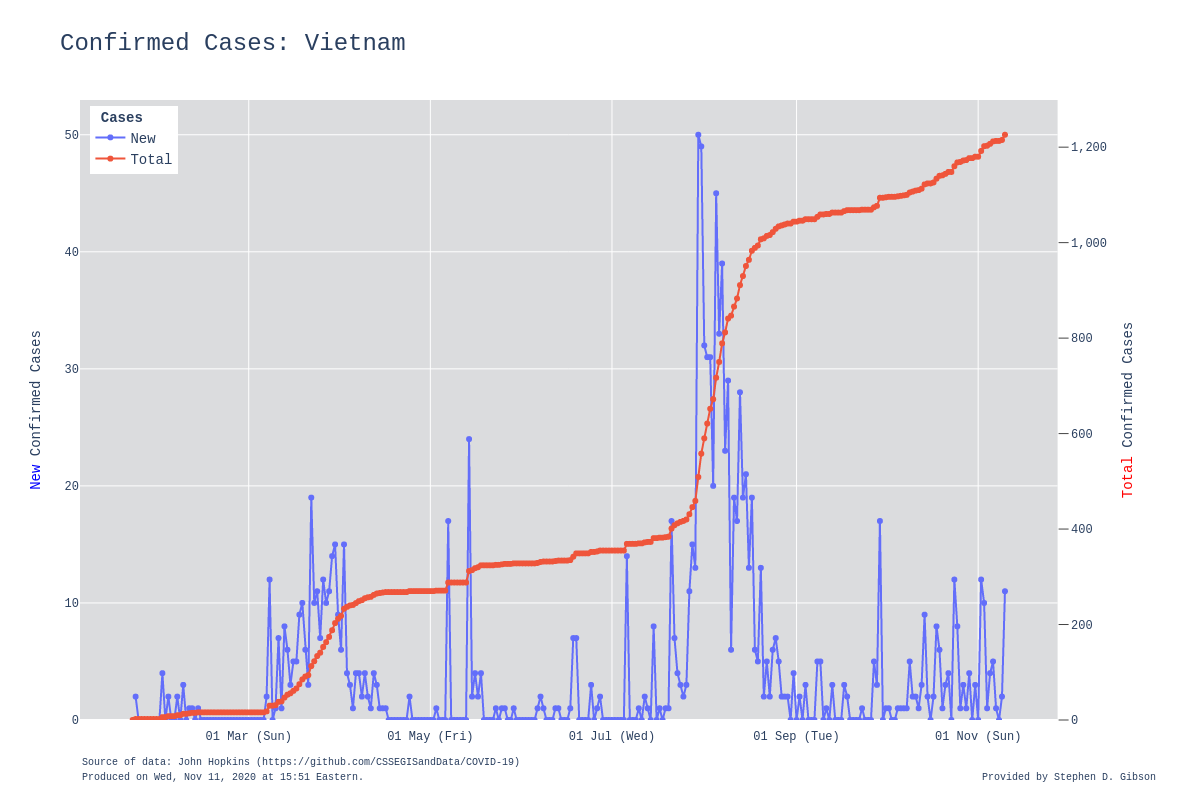 Confirmed Cases: Vietnam
Cases
New
Total
50
40
30
20
10
0
1,200
1,000
800
600
400
200
0
New Confirmed Cases
Total Confirmed Cases
01 Mar (Sun)
01 May (Fri)
01 Jul (Wed)
01 Sep (Tue)
01 Nov (Sun)
Source of data: John Hopkins (https://github.com/CSSEGISandData/COVID-19)
Produced on Wed, Nov 11, 2020 at 15:51 Eastern.
Provided by Stephen D. Gibson